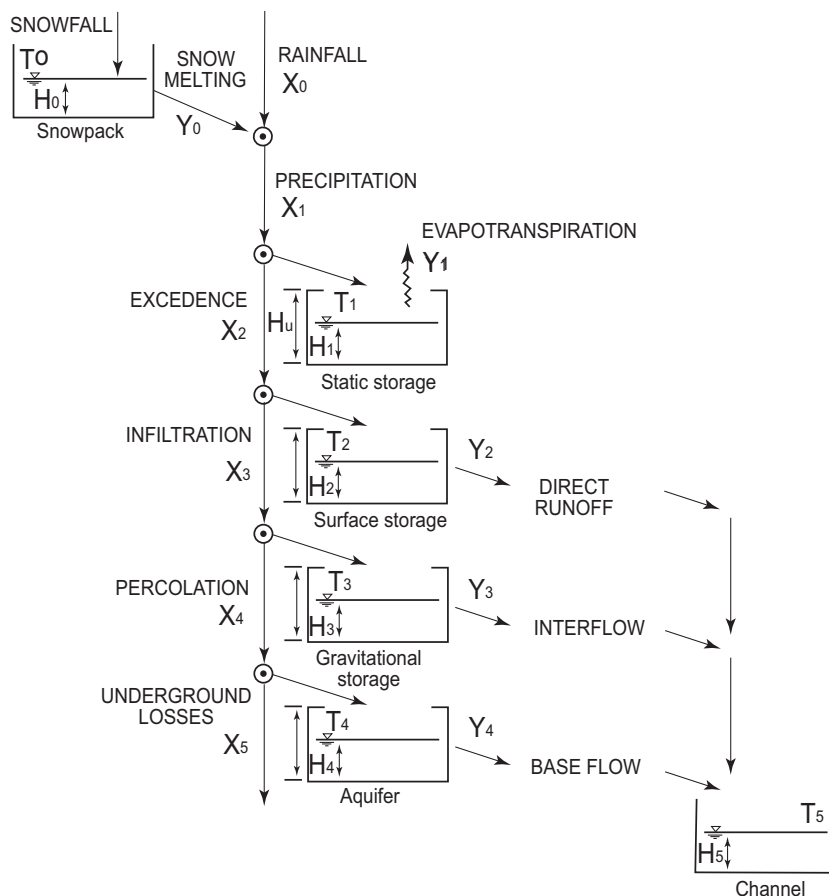 SNOWFALL
T0
H0
Snowpack
SNOW
MELTING
Y0
RAINFALL
X0
PRECIPITATION
X1
EVAPOTRANSPIRATION
Y1
EXCEDENCE
X2
Hu
T1
H1
Static storage
INFILTRATION
X3
T2
H2
Surface storage
Y2
DIRECT
RUNOFF
PERCOLATION
X4
T3
H3
Gravitational
storage
Y3
INTERFLOW
UNDERGROUND
LOSSES
X5
T4
H4
Aquifer
Y4
BASE FLOW
T5
H5
Channel